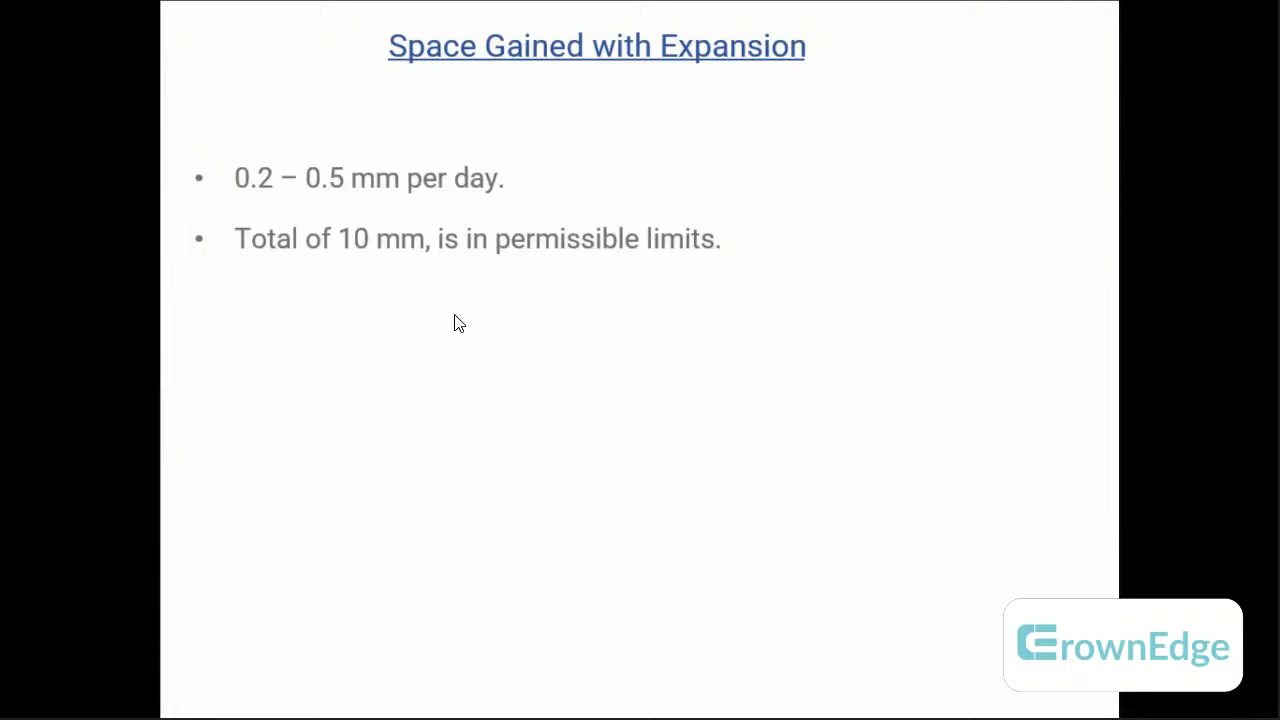 Space Gained with Expansion
• 0.2 – 0.5 mm per day.
• Total of 10 mm, is in permissible limits.
CrownEdge